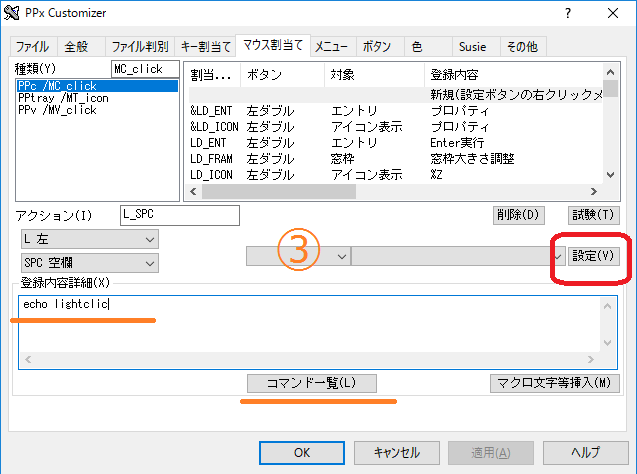 PPx Customizer
ファイル 全般 ファイル判別 キー割当て マウス割当て メニュー ボタン 色 Susie その他
種類(Y) MC_click
PPc /MC_click
PPtray /MT_icon
PPv /MV_click
割当... ボタン 対象 登録内容
新規(設定ボタンの右クリックメ
&LD_ENT 左ダブル エントリ プロパティ
&LD_ICON 左ダブル アイコン表示 プロパティ
LD_ENT 左ダブル エントリ Enter実行
LD_FRAM 左ダブル 窓枠 窓枠大きさ調整
LD_ICON 左ダブル アイコン表示 %Z
アクション(I) L_SPC 削除(D) 試験(T)
L 左
③ 設定(V)
SPC 空欄
登録内容詳細(X)
echo lightclic
コマンド一覧(L) マクロ文字等挿入(M)
OK キャンセル 適用(A) ヘルプ